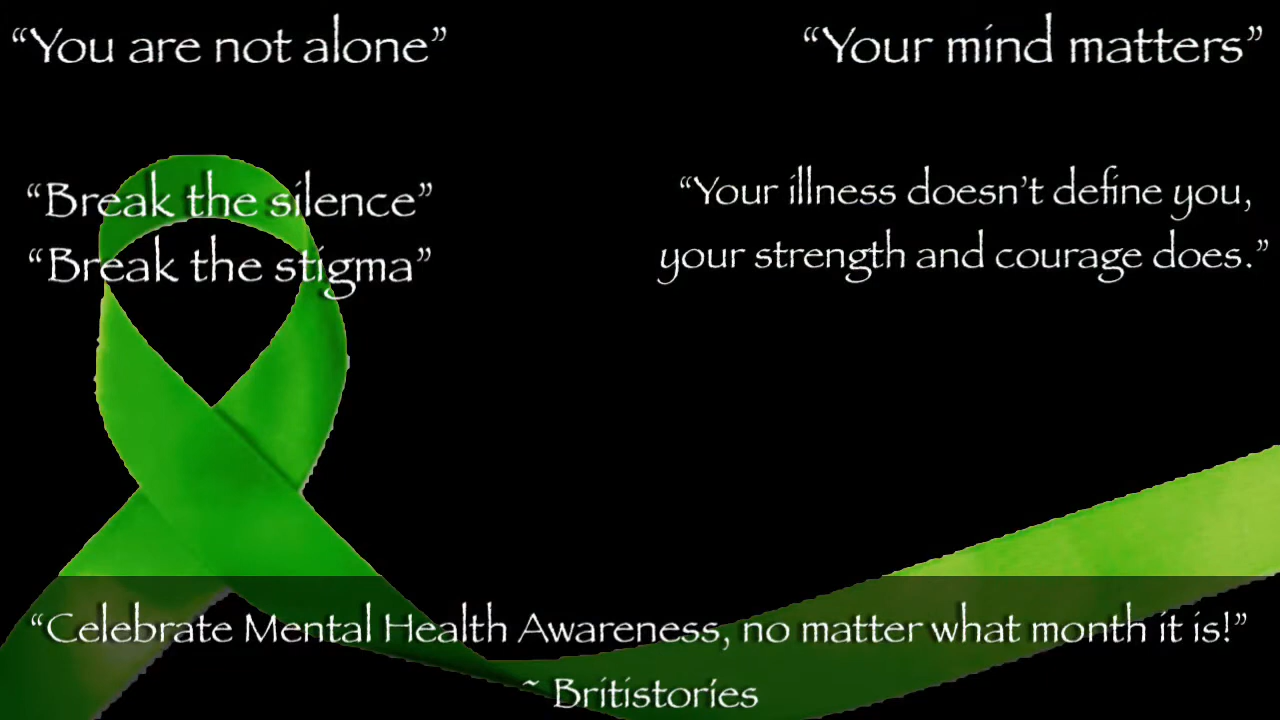 “You are not alone”
“Your mind matters”
“Break the silence”
“Break the stigma”
“Your illness doesn’t define you,
your strength and courage does.”
“Celebrate Mental Health Awareness, no matter what month it is!”
~ Britistories